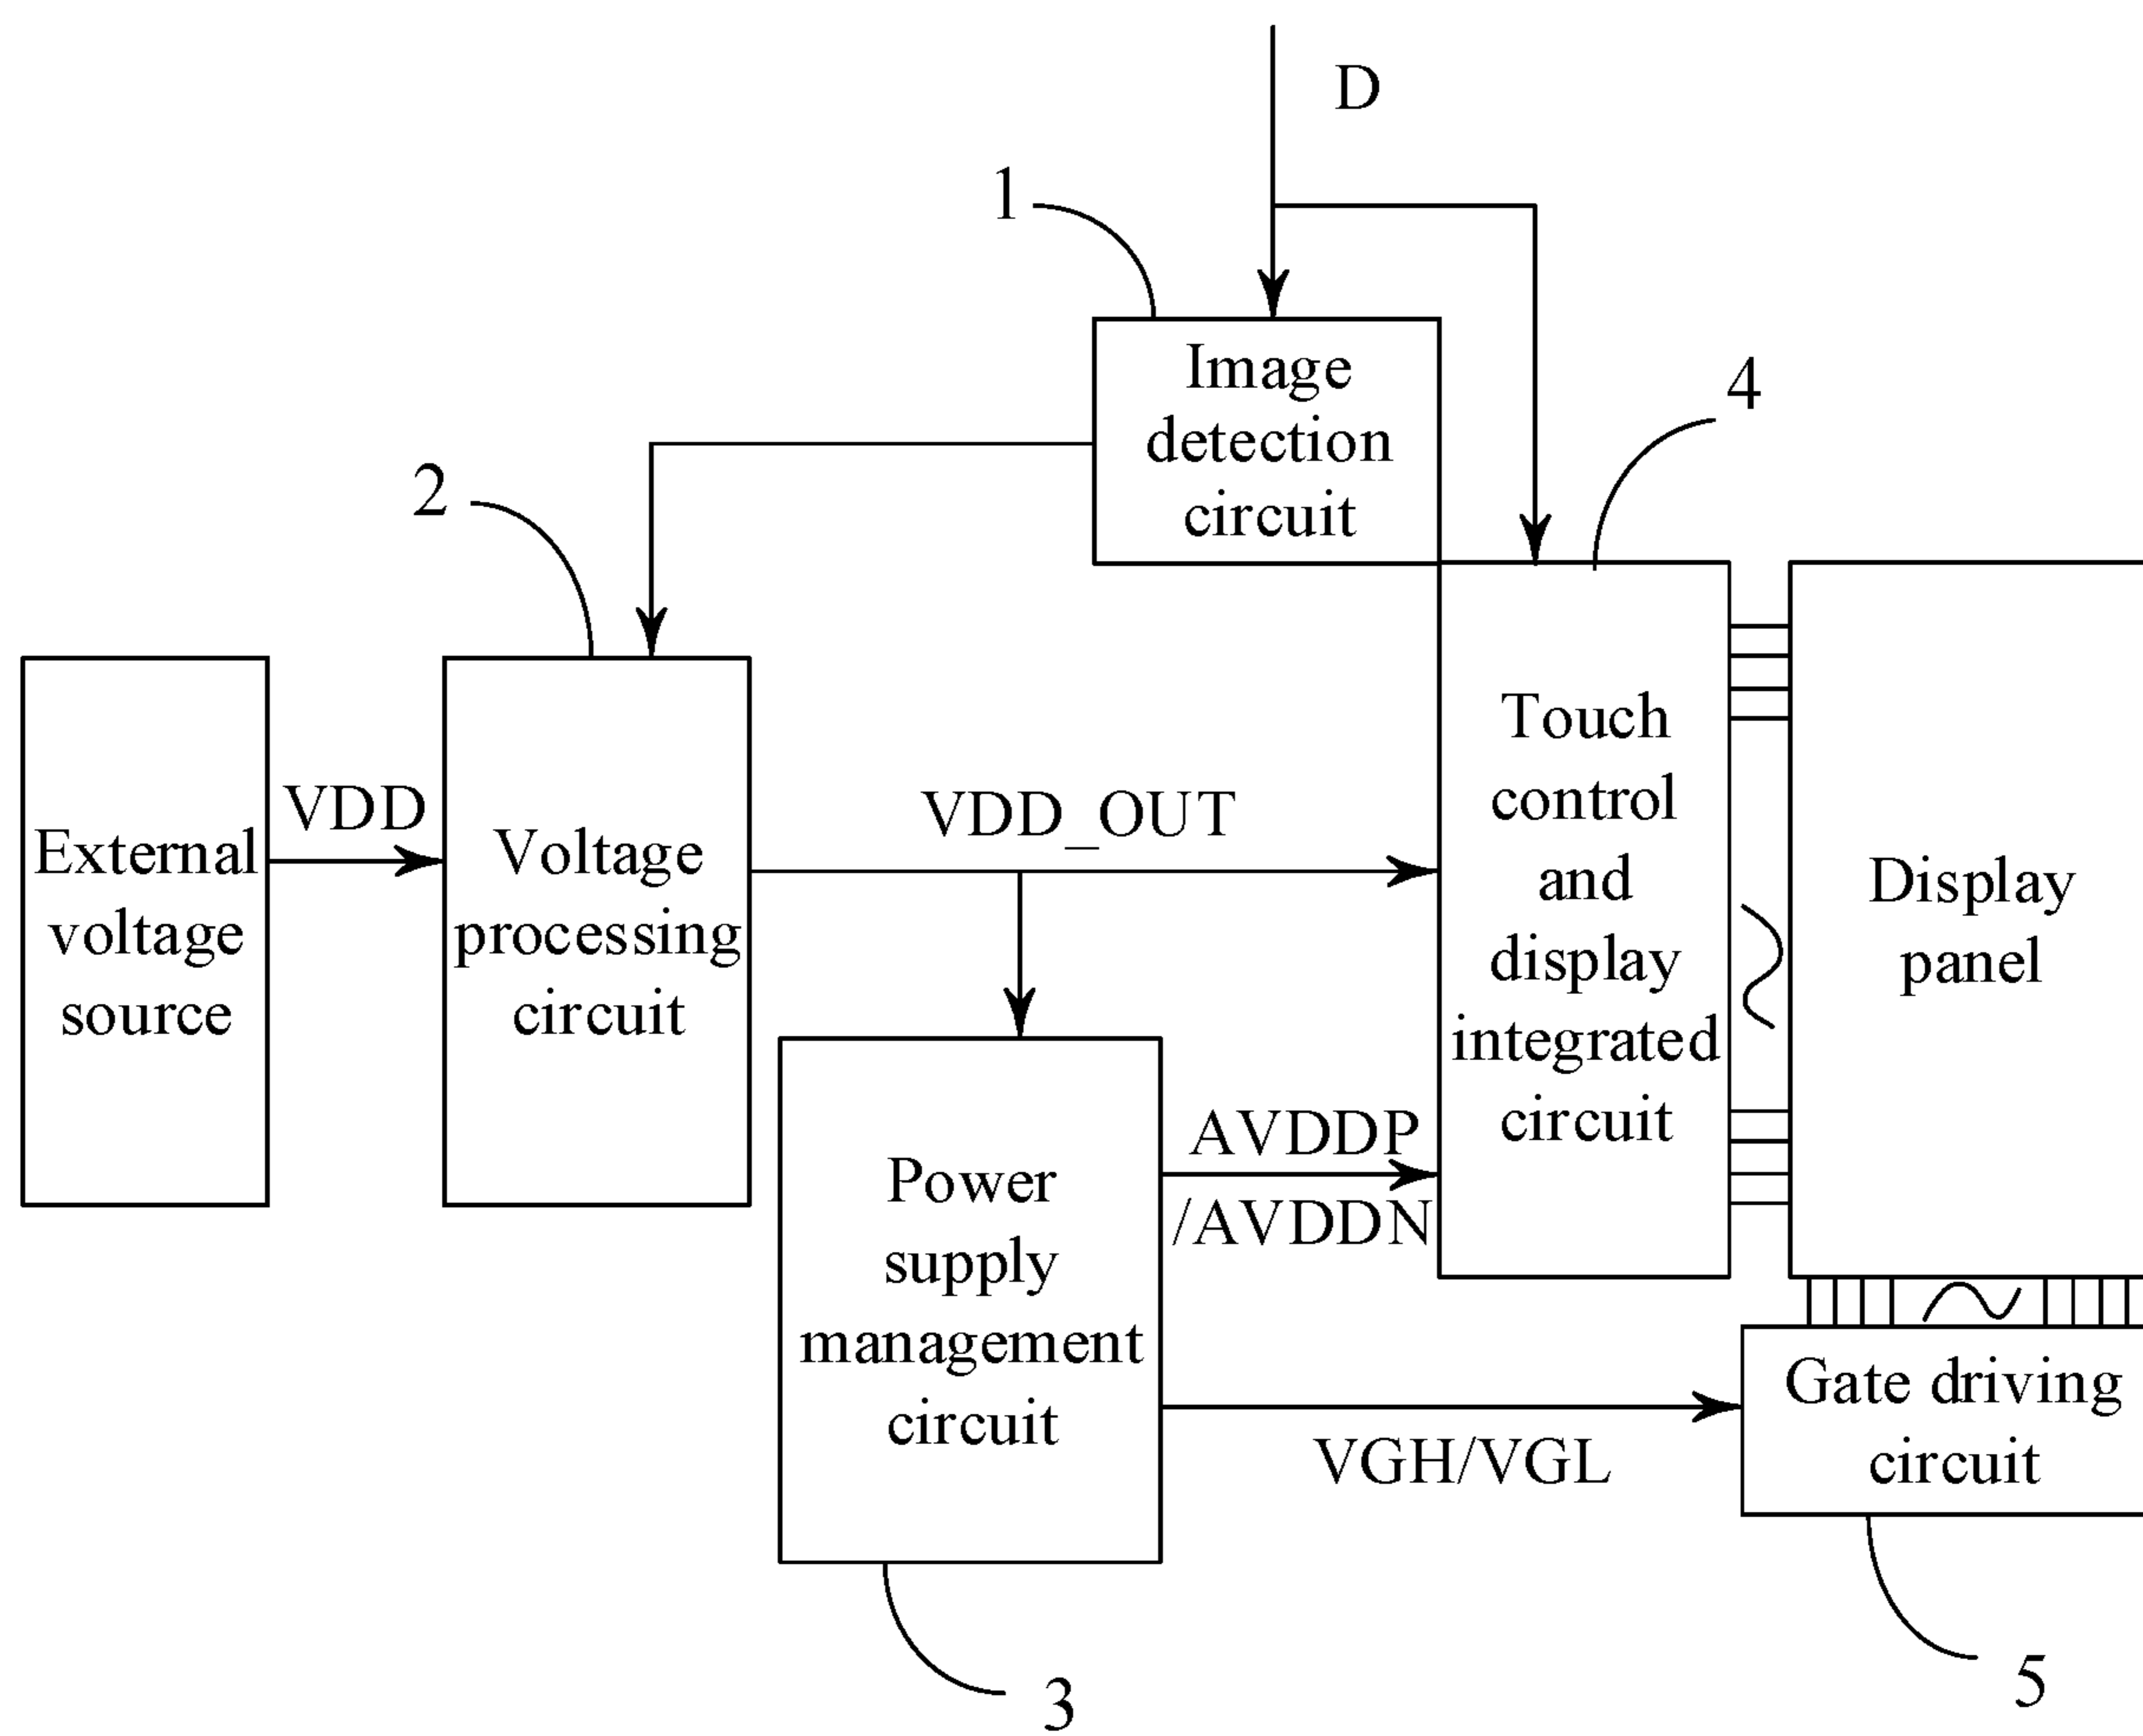 D
1
Image
detection
circuit
4
2
External
voltage
source
VDD
Voltage
processing
circuit
VDD_OUT
Touch
control
and
display
integrated
circuit
Display
panel
Power
supply
management
circuit
AVDDP
/AVDDN
VGH/VGL
Gate driving
circuit
3
5